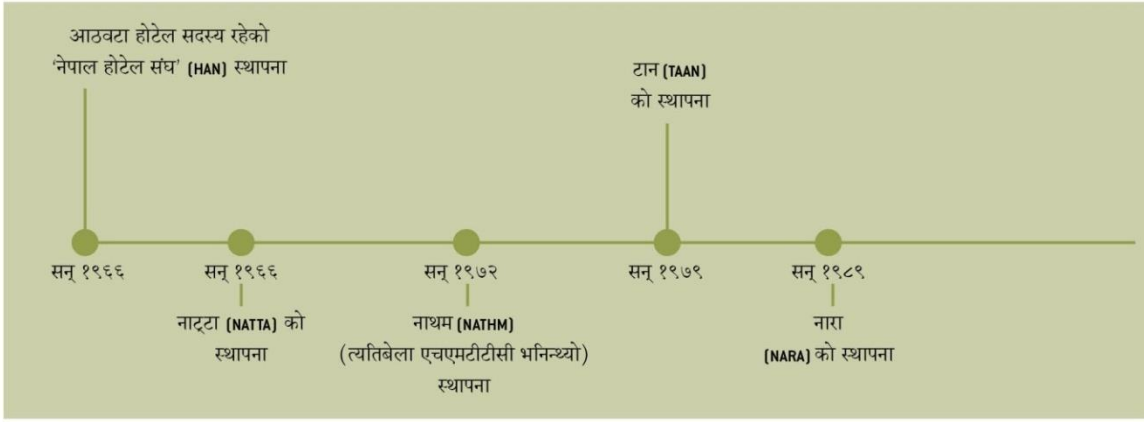 आठवटा होटेल सदस्य रहेको
‘नेपाल होटेल संघ’ (HAN) स्थापना
टान (TAAN)
को स्थापना
सन् १९६६
सन् १९६६
सन् १९७२
सन् १९७९
सन् १९८९
नाट्टा (NATTA) को
स्थापना
नाथम (NATHM)
(त्यतिबेला एचएमटीटीसी भनिन्थ्यो)
स्थापना
नारा
(NARA) को स्थापना